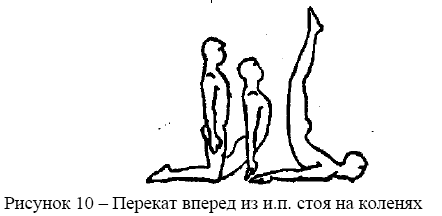 Рисунок 10 – Перекат вперед из и.п. стоя на коленях